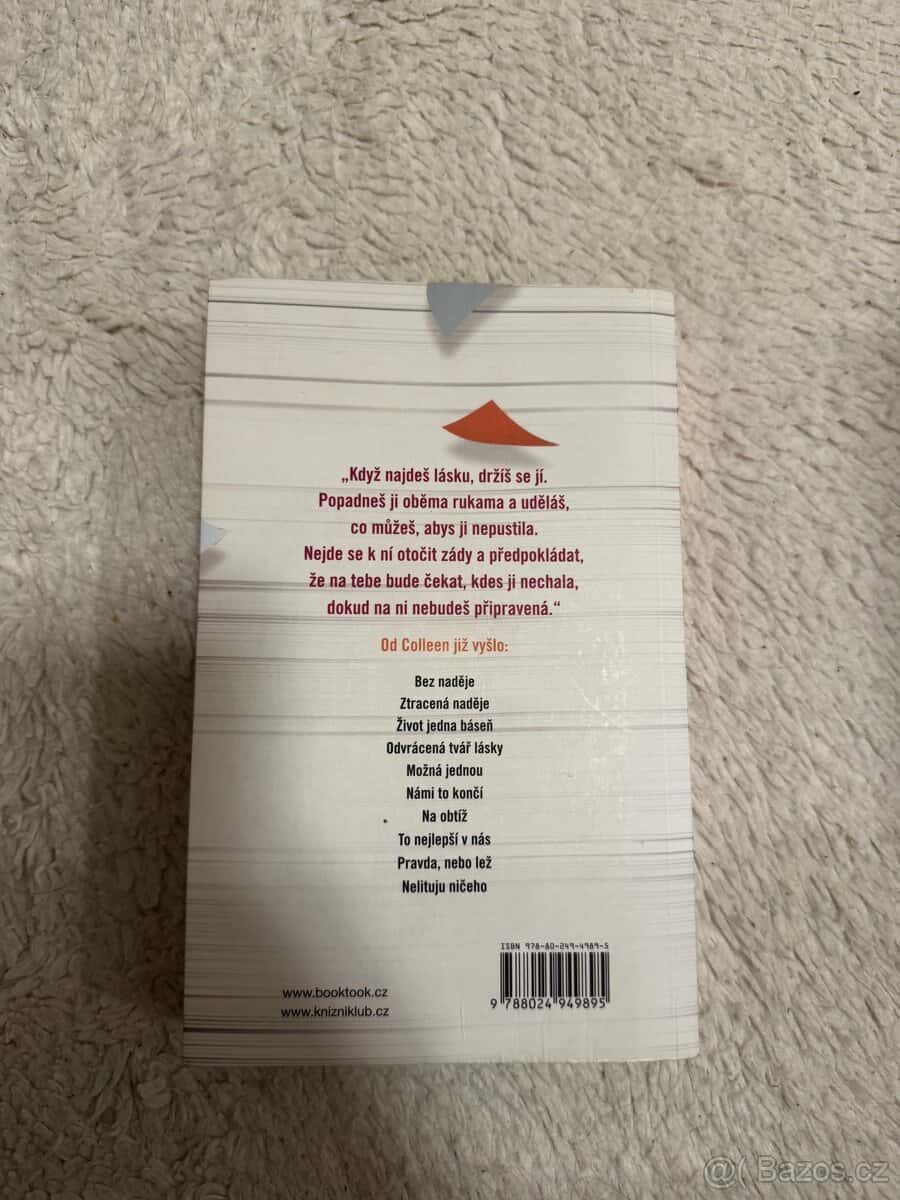 „Když najdeš lásku, držíš se jí.
Popadneš ji oběma rukama a uděláš,
co můžeš, abys ji nepustila.
Nejde se k ní otočit zády a předpokládat,
že na tebe bude čekat, kdes ji nechala,
dokud na ni nebudeš připravená.“
Od Colleen již vyšlo:
Bez naděje
Ztracená naděje
Život jedna báseň
Odvrácená tvář lásky
Možná jednou
Námi to končí
Na obtíž
To nejlepší v nás
Pravda, nebo lež
Nelituju ničeho
ISBN 978-80-249-4989-5
9 788024 949895
www.booktook.cz
www.knizniklub.cz
@( Bazos.cz